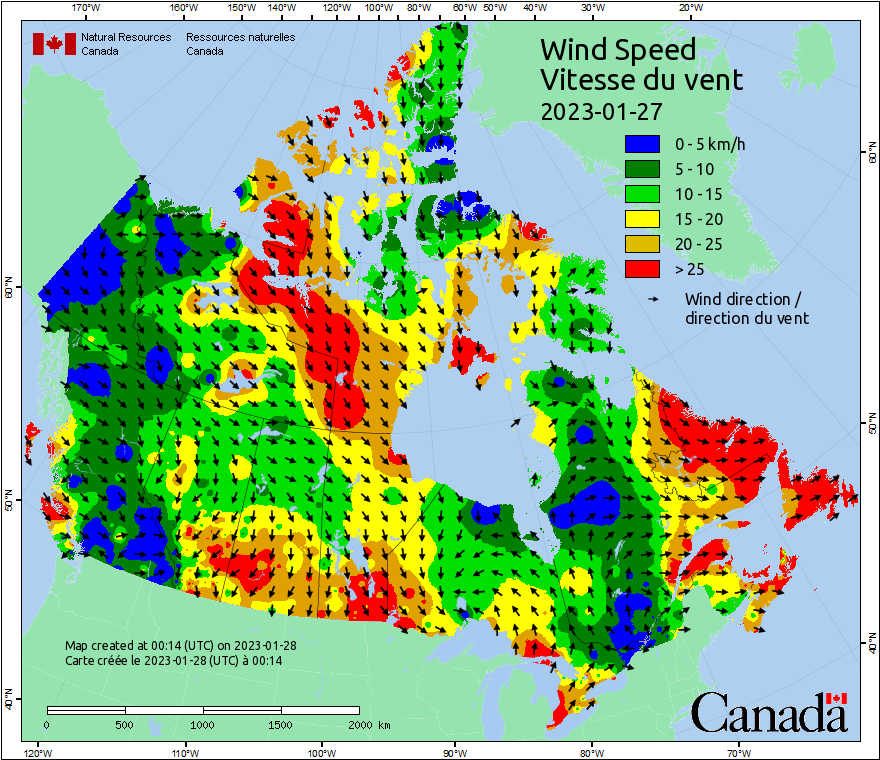 170°W 160°W 150°W 140°W 120°W 100°W 80°W 60°W 50°W 40°W 30°W 20°W
Natural Resources Canada
Ressources naturelles Canada
Wind Speed
Vitesse du vent
2023-01-27
0 - 5 km/h
5 - 10
10 - 15
15 - 20
20 - 25
> 25
Wind direction /
direction du vent
60°N
60°N
50°N
50°N
40°N
40°N
Map created at 00:14 (UTC) on 2023-01-28
Carte créée le 2023-01-28 (UTC) à 00:14
0 500 1000 1500 2000 km
Canada
120°W 110°W 100°W 90°W 80°W 70°W